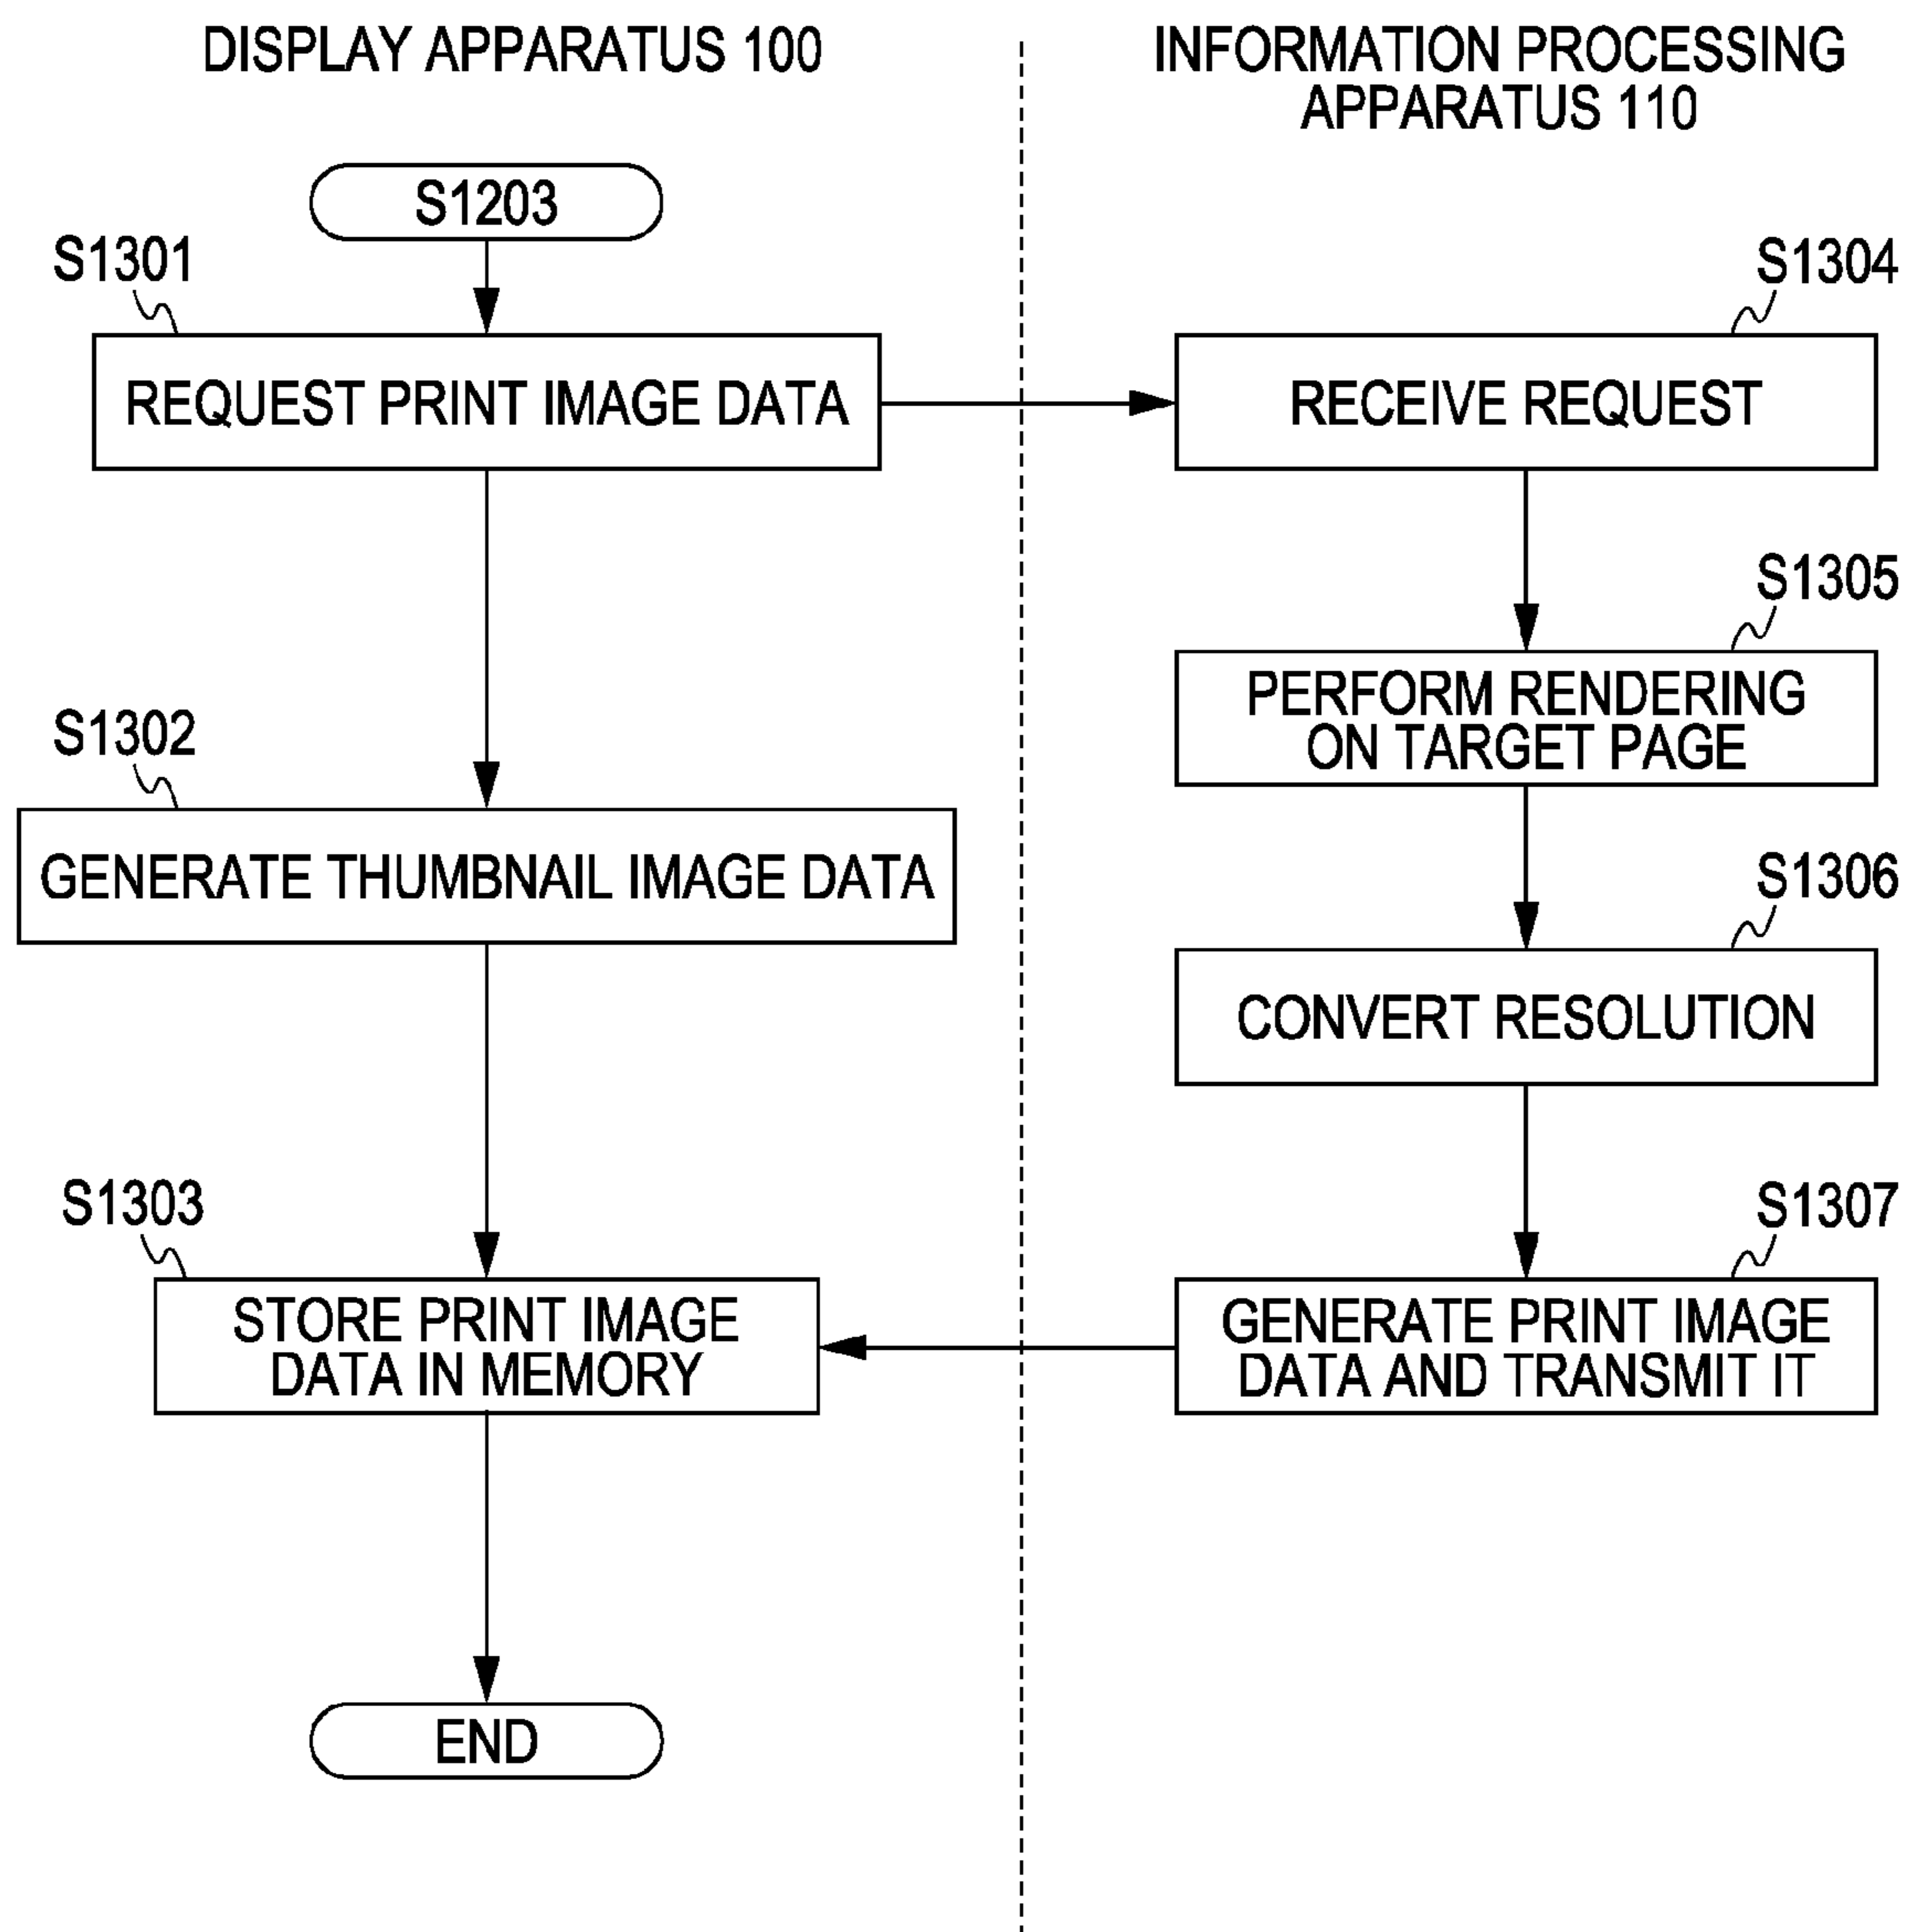 DISPLAY APPARATUS 100
INFORMATION PROCESSING
APPARATUS 110
S1203
S1301
REQUEST PRINT IMAGE DATA
S1302
GENERATE THUMBNAIL IMAGE DATA
S1303
STORE PRINT IMAGE
DATA IN MEMORY
END
S1304
RECEIVE REQUEST
S1305
PERFORM RENDERING
ON TARGET PAGE
S1306
CONVERT RESOLUTION
S1307
GENERATE PRINT IMAGE
DATA AND TRANSMIT IT